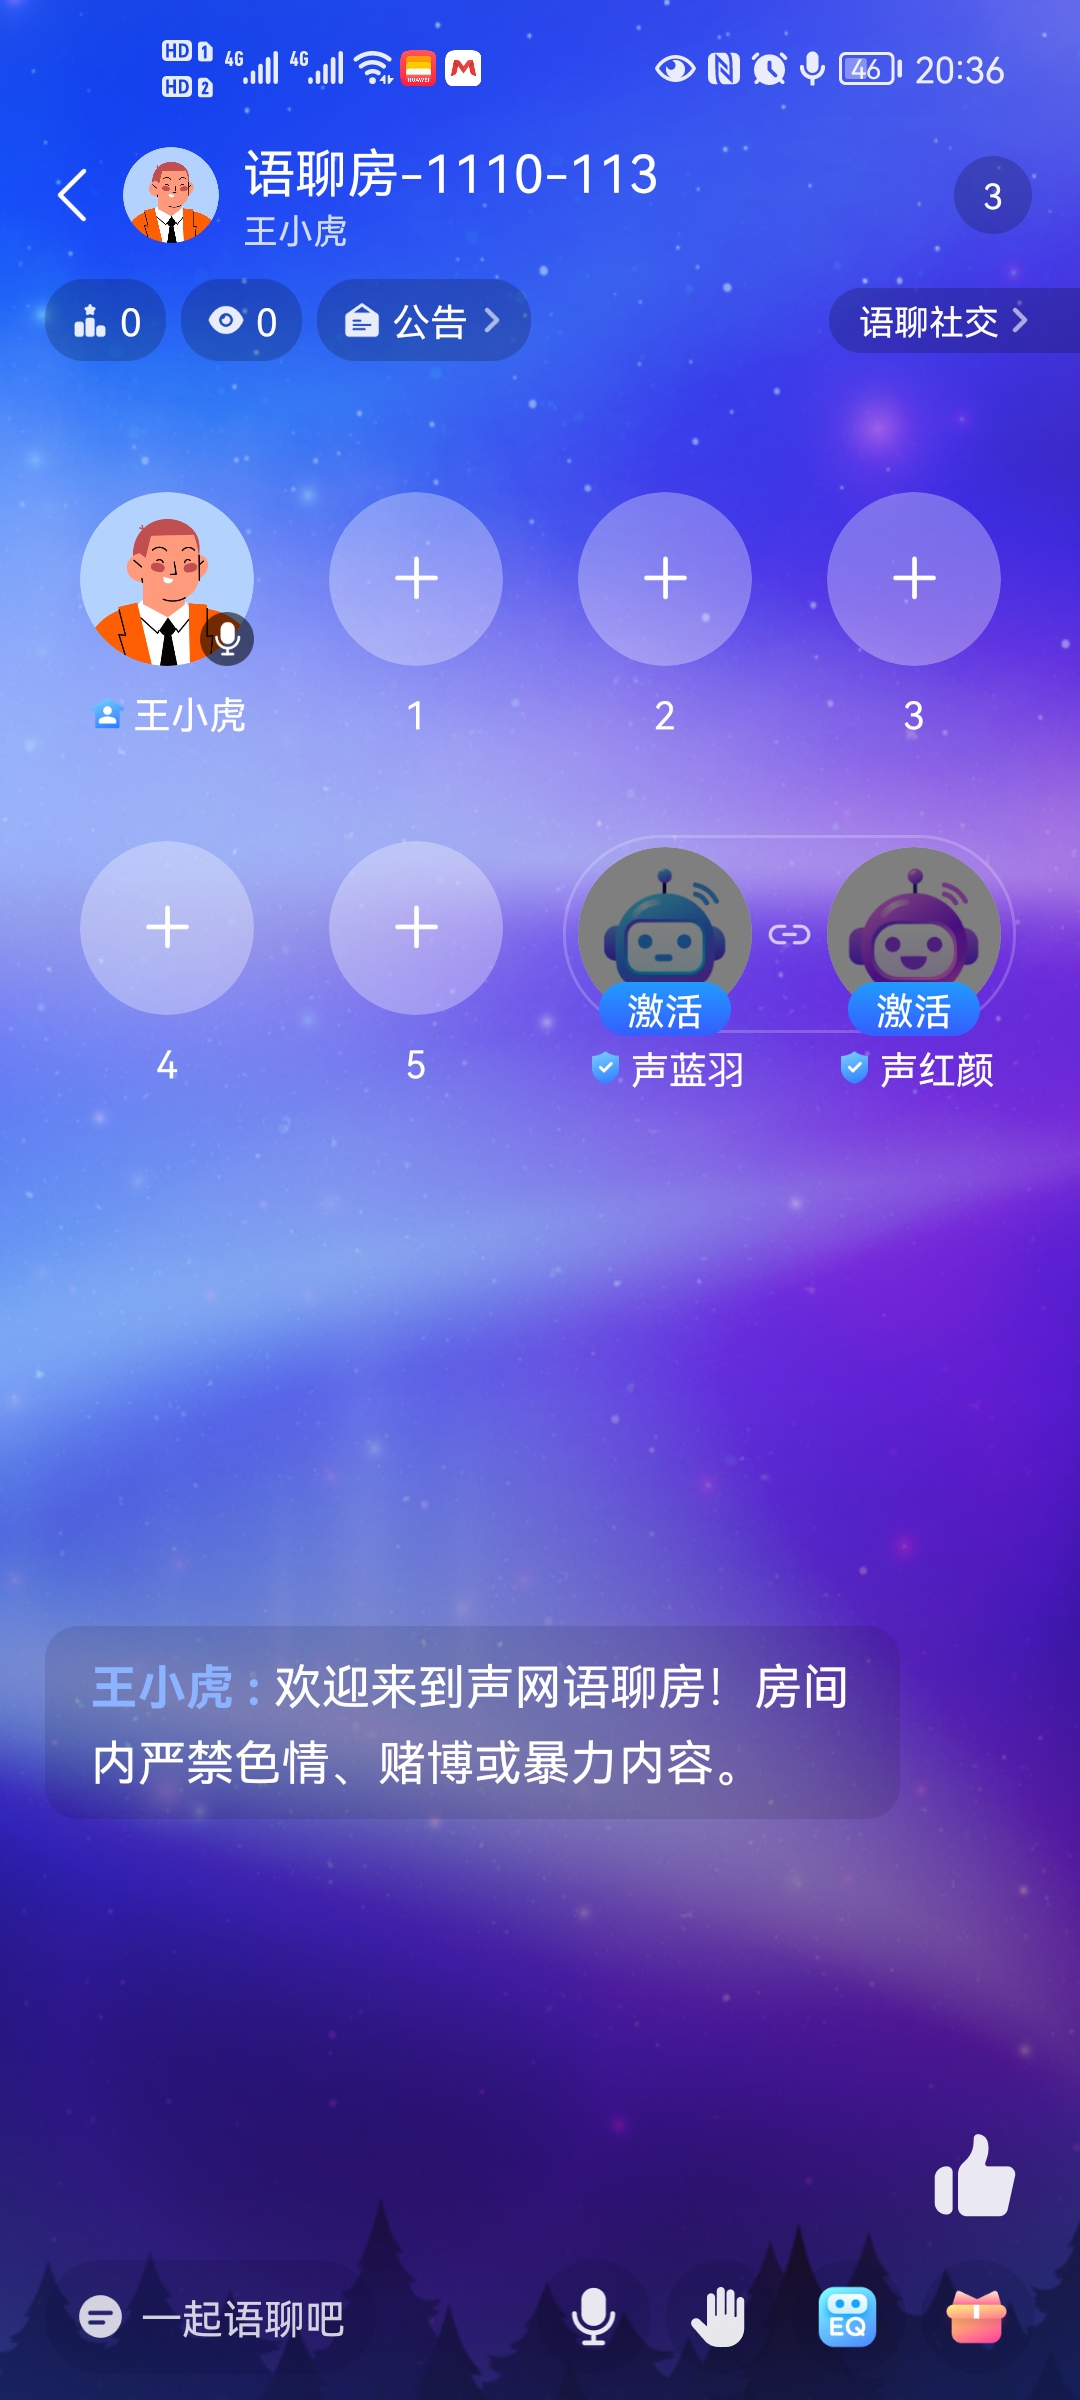 HD 1 4G 4G HUAWEI 46 20:36
HD 2
语聊房-1110-113
王小虎
3
0 0 公告 语聊社交
王小虎 1 2 3
激活 激活
4 5 声蓝羽 声红颜
王小虎：欢迎来到声网语聊房！房间
内严禁色情、赌博或暴力内容。
一起语聊吧 EQ